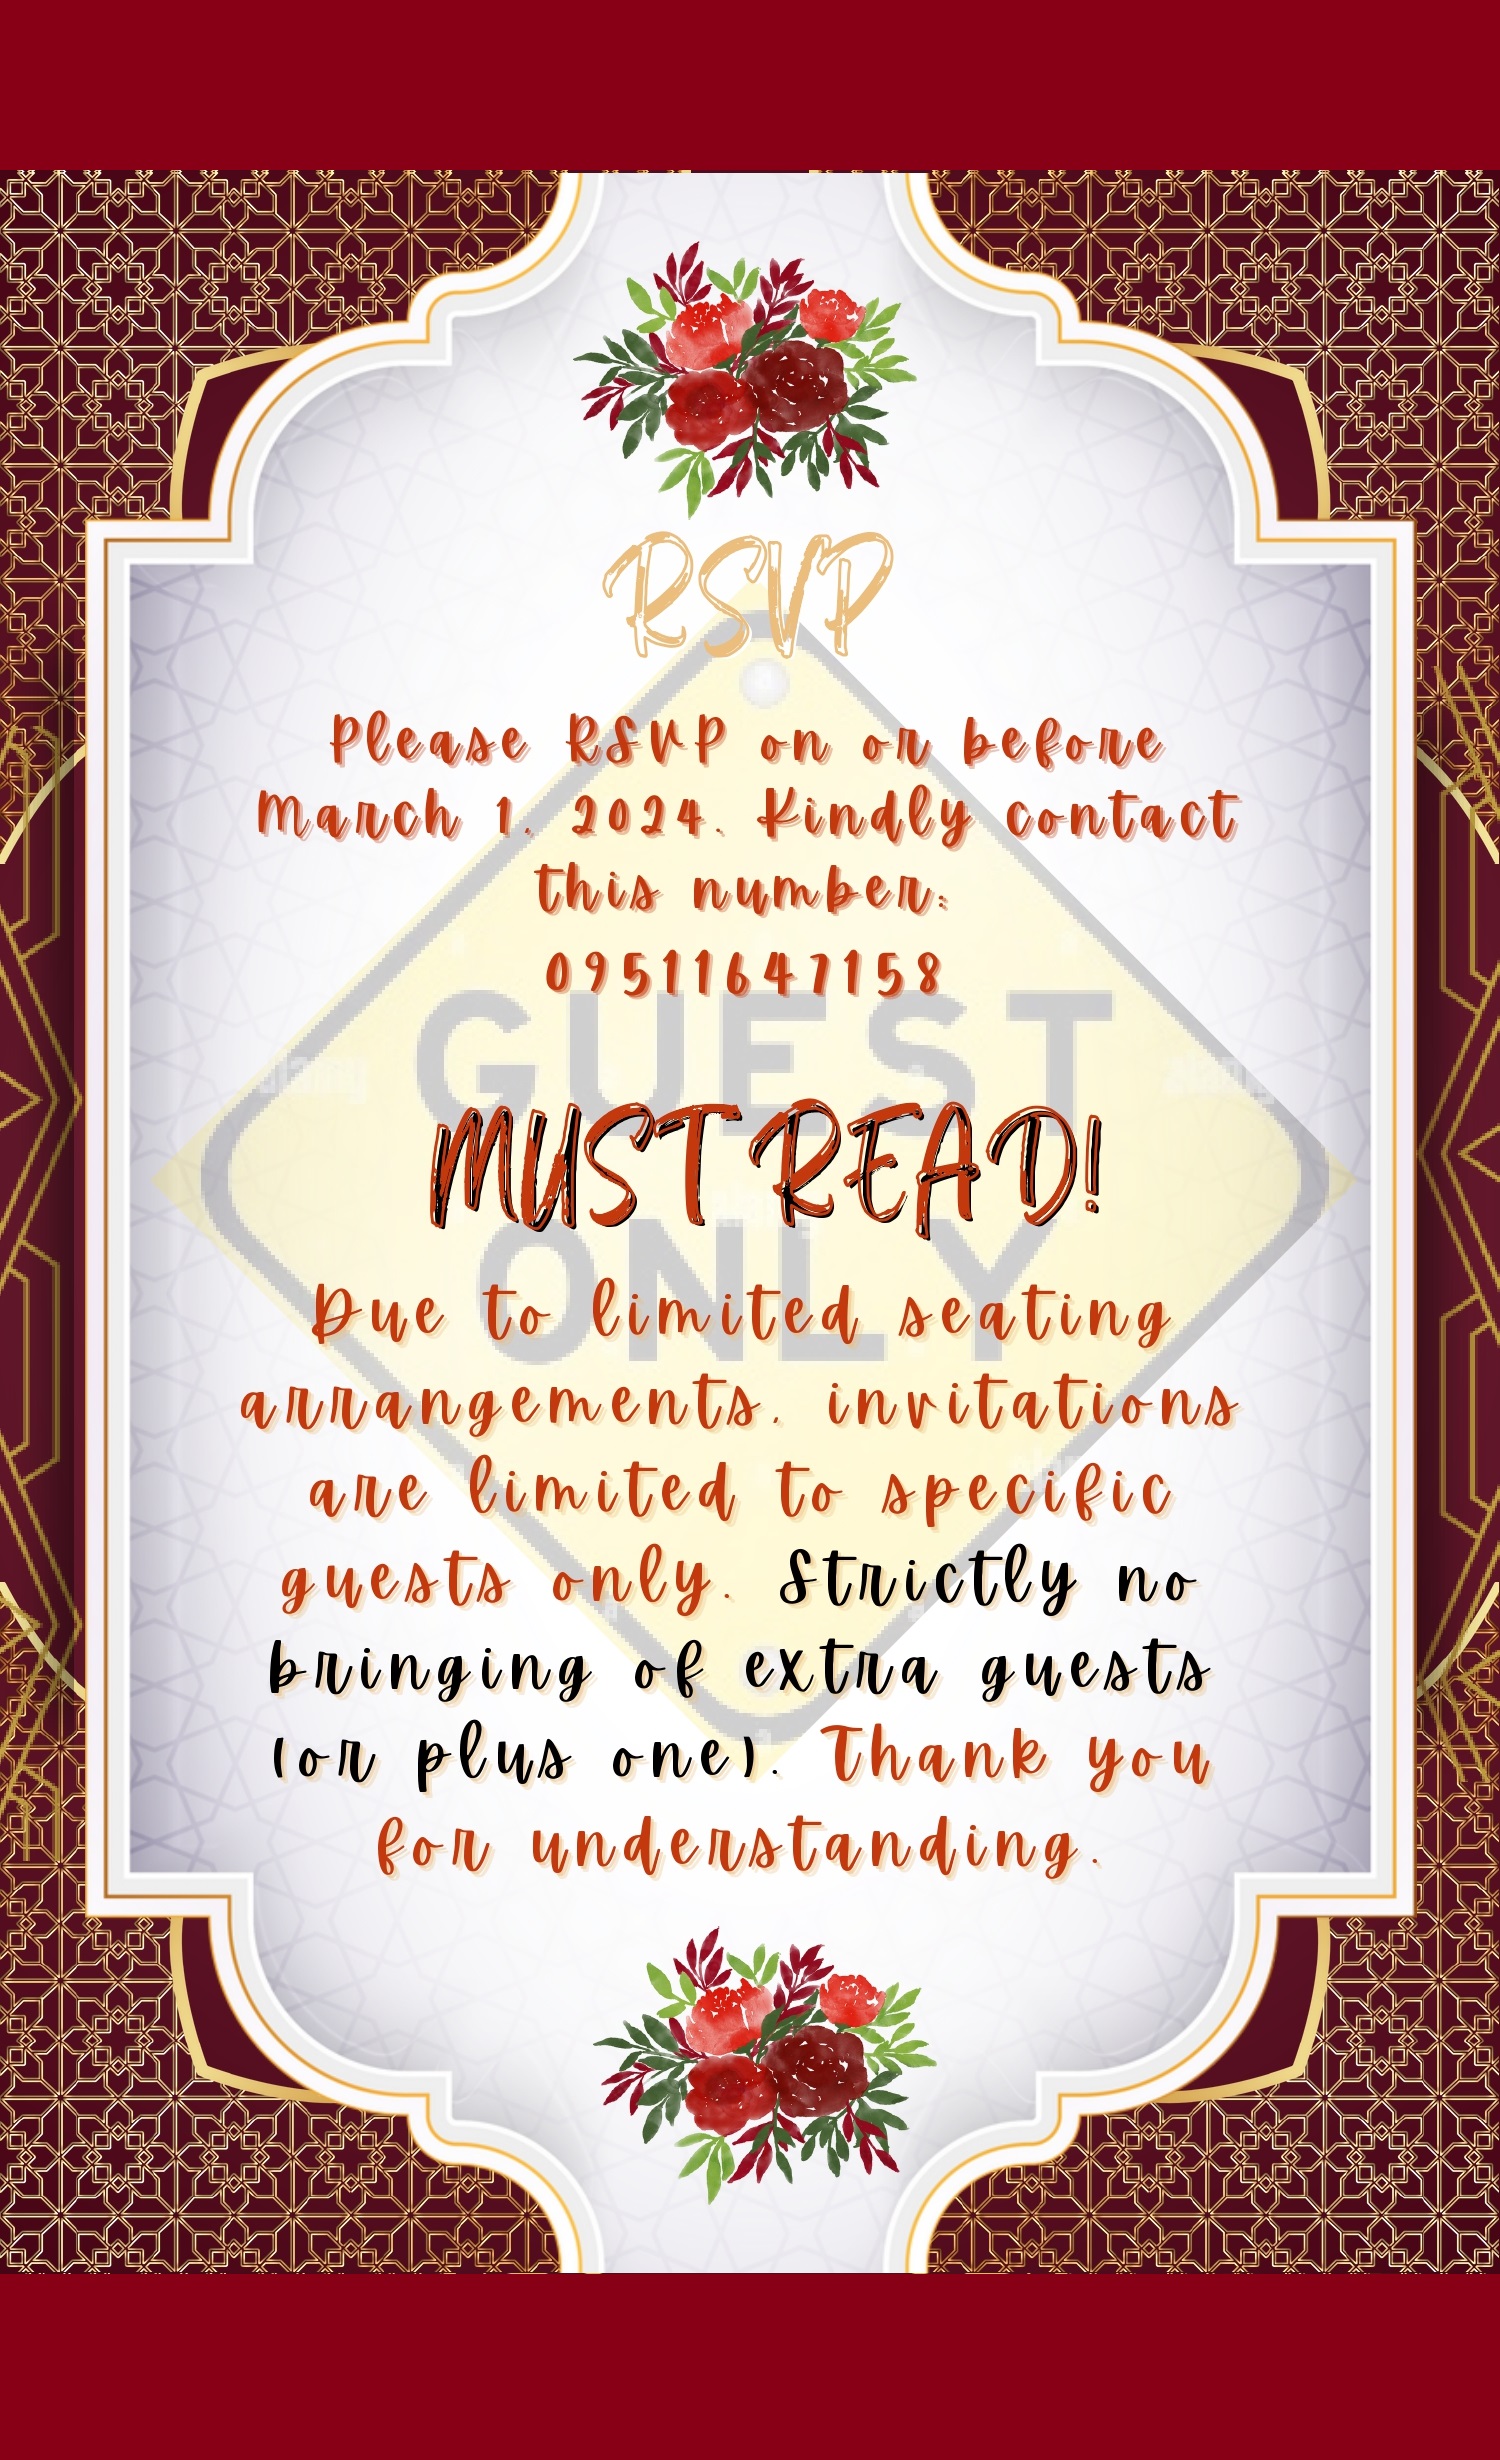 RSVP
Please RSVP on or before
March 1, 2024. Kindly contact
this number:
09511647158
GUEST
MUST READ!
ONLY
Due to limited seating
arrangements, invitations
are limited to specific
guests only. Strictly no
bringing of extra guests
(or plus one). Thank you
for understanding.